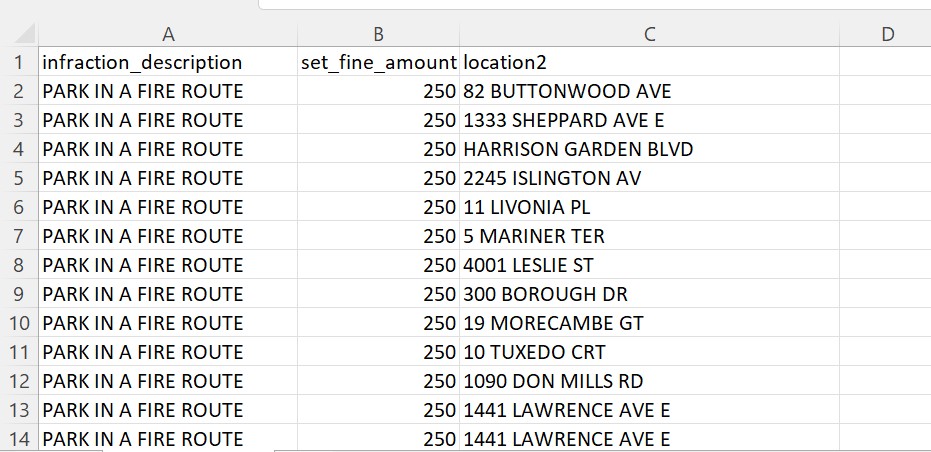 A B C D
1 infraction_description set_fine_amount location2
2 PARK IN A FIRE ROUTE 250 82 BUTTONWOOD AVE
3 PARK IN A FIRE ROUTE 250 1333 SHEPPARD AVE E
4 PARK IN A FIRE ROUTE 250 HARRISON GARDEN BLVD
5 PARK IN A FIRE ROUTE 250 2245 ISLINGTON AV
6 PARK IN A FIRE ROUTE 250 11 LIVONIA PL
7 PARK IN A FIRE ROUTE 250 5 MARINER TER
8 PARK IN A FIRE ROUTE 250 4001 LESLIE ST
9 PARK IN A FIRE ROUTE 250 300 BOROUGH DR
10 PARK IN A FIRE ROUTE 250 19 MORECAMBE GT
11 PARK IN A FIRE ROUTE 250 10 TUXEDO CRT
12 PARK IN A FIRE ROUTE 250 1090 DON MILLS RD
13 PARK IN A FIRE ROUTE 250 1441 LAWRENCE AVE E
14 PARK IN A FIRE ROUTE 250 1441 LAWRENCE AVE E